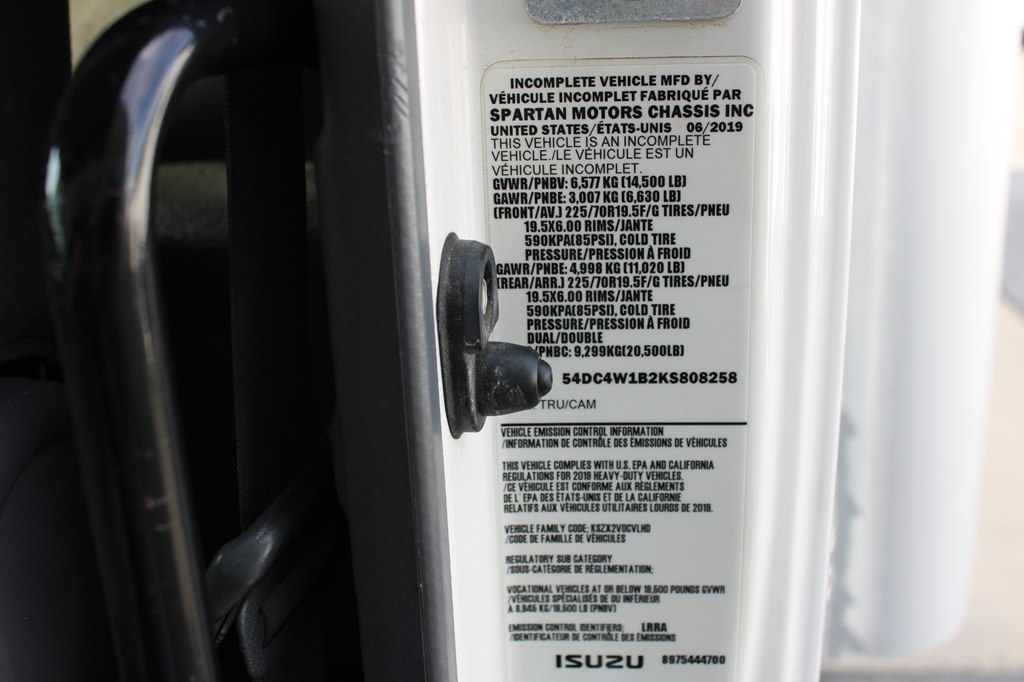 INCOMPLETE VEHICLE MFD BY/
VÉHICULE INCOMPLET FABRIQUÉ PAR
SPARTAN MOTORS CHASSIS INC
UNITED STATES/ÉTATS-UNIS 06/2019
THIS VEHICLE IS AN INCOMPLETE
VEHICLE./LE VÉHICULE EST UN
VÉHICULE INCOMPLET.
GVWR/PNBV: 6,577 KG (14,500 LB)
GAWR/PNBE: 3,007 KG (6,630 LB)
(FRONT/AV.) 225/70R19.5F/G TIRES/PNEU
19.5X6.00 RIMS/JANTE
590KPA(85PSI), COLD TIRE
PRESSURE/PRESSION À FROID
GAWR/PNBE: 4,998 KG (11,020 LB)
(REAR/ARR.) 225/70R19.5F/G TIRES/PNEU
19.5X6.00 RIMS/JANTE
590KPA(85PSI), COLD TIRE
PRESSURE/PRESSION À FROID
DUAL/DOUBLE
/PNBC: 9,299KG(20,500LB)
54DC4W1B2KS808258
TRU/CAM
VEHICLE EMISSION CONTROL INFORMATION
/INFORMATION DE CONTRÔLE DES ÉMISSIONS DE VÉHICULES
THIS VEHICLE COMPLIES WITH U.S. EPA AND CALIFORNIA
REGULATIONS FOR 2019 HEAVY-DUTY VEHICLES.
/CE VÉHICULE EST CONFORME AUX RÈGLEMENTS
DE L' EPA DES ÉTATS-UNIS ET DE LA CALIFORNIE
RELATIFS AUX VÉHICULES UTILITAIRES LOURDS DE 2019.
VEHICLE FAMILY CODE: KSZX2VOCVLHD
/CODE DE FAMILLE DE VÉHICULES
REGULATORY SUB CATEGORY
/SOUS-CATÉGORIE DE RÉGLEMENTATION:
VOCATIONAL VEHICLES AT OR BELOW 19,500 POUNDS GVWR
/VÉHICULES SPÉCIALISÉS DE OU INFÉRIEUR
À 8,845 KG/19,500 LB (PNBV)
EMISSION CONTROL IDENTIFIERS: LRRA
/IDENTIFICATEUR DE CONTRÔLE DES ÉMISSIONS
ISUZU 8975444700